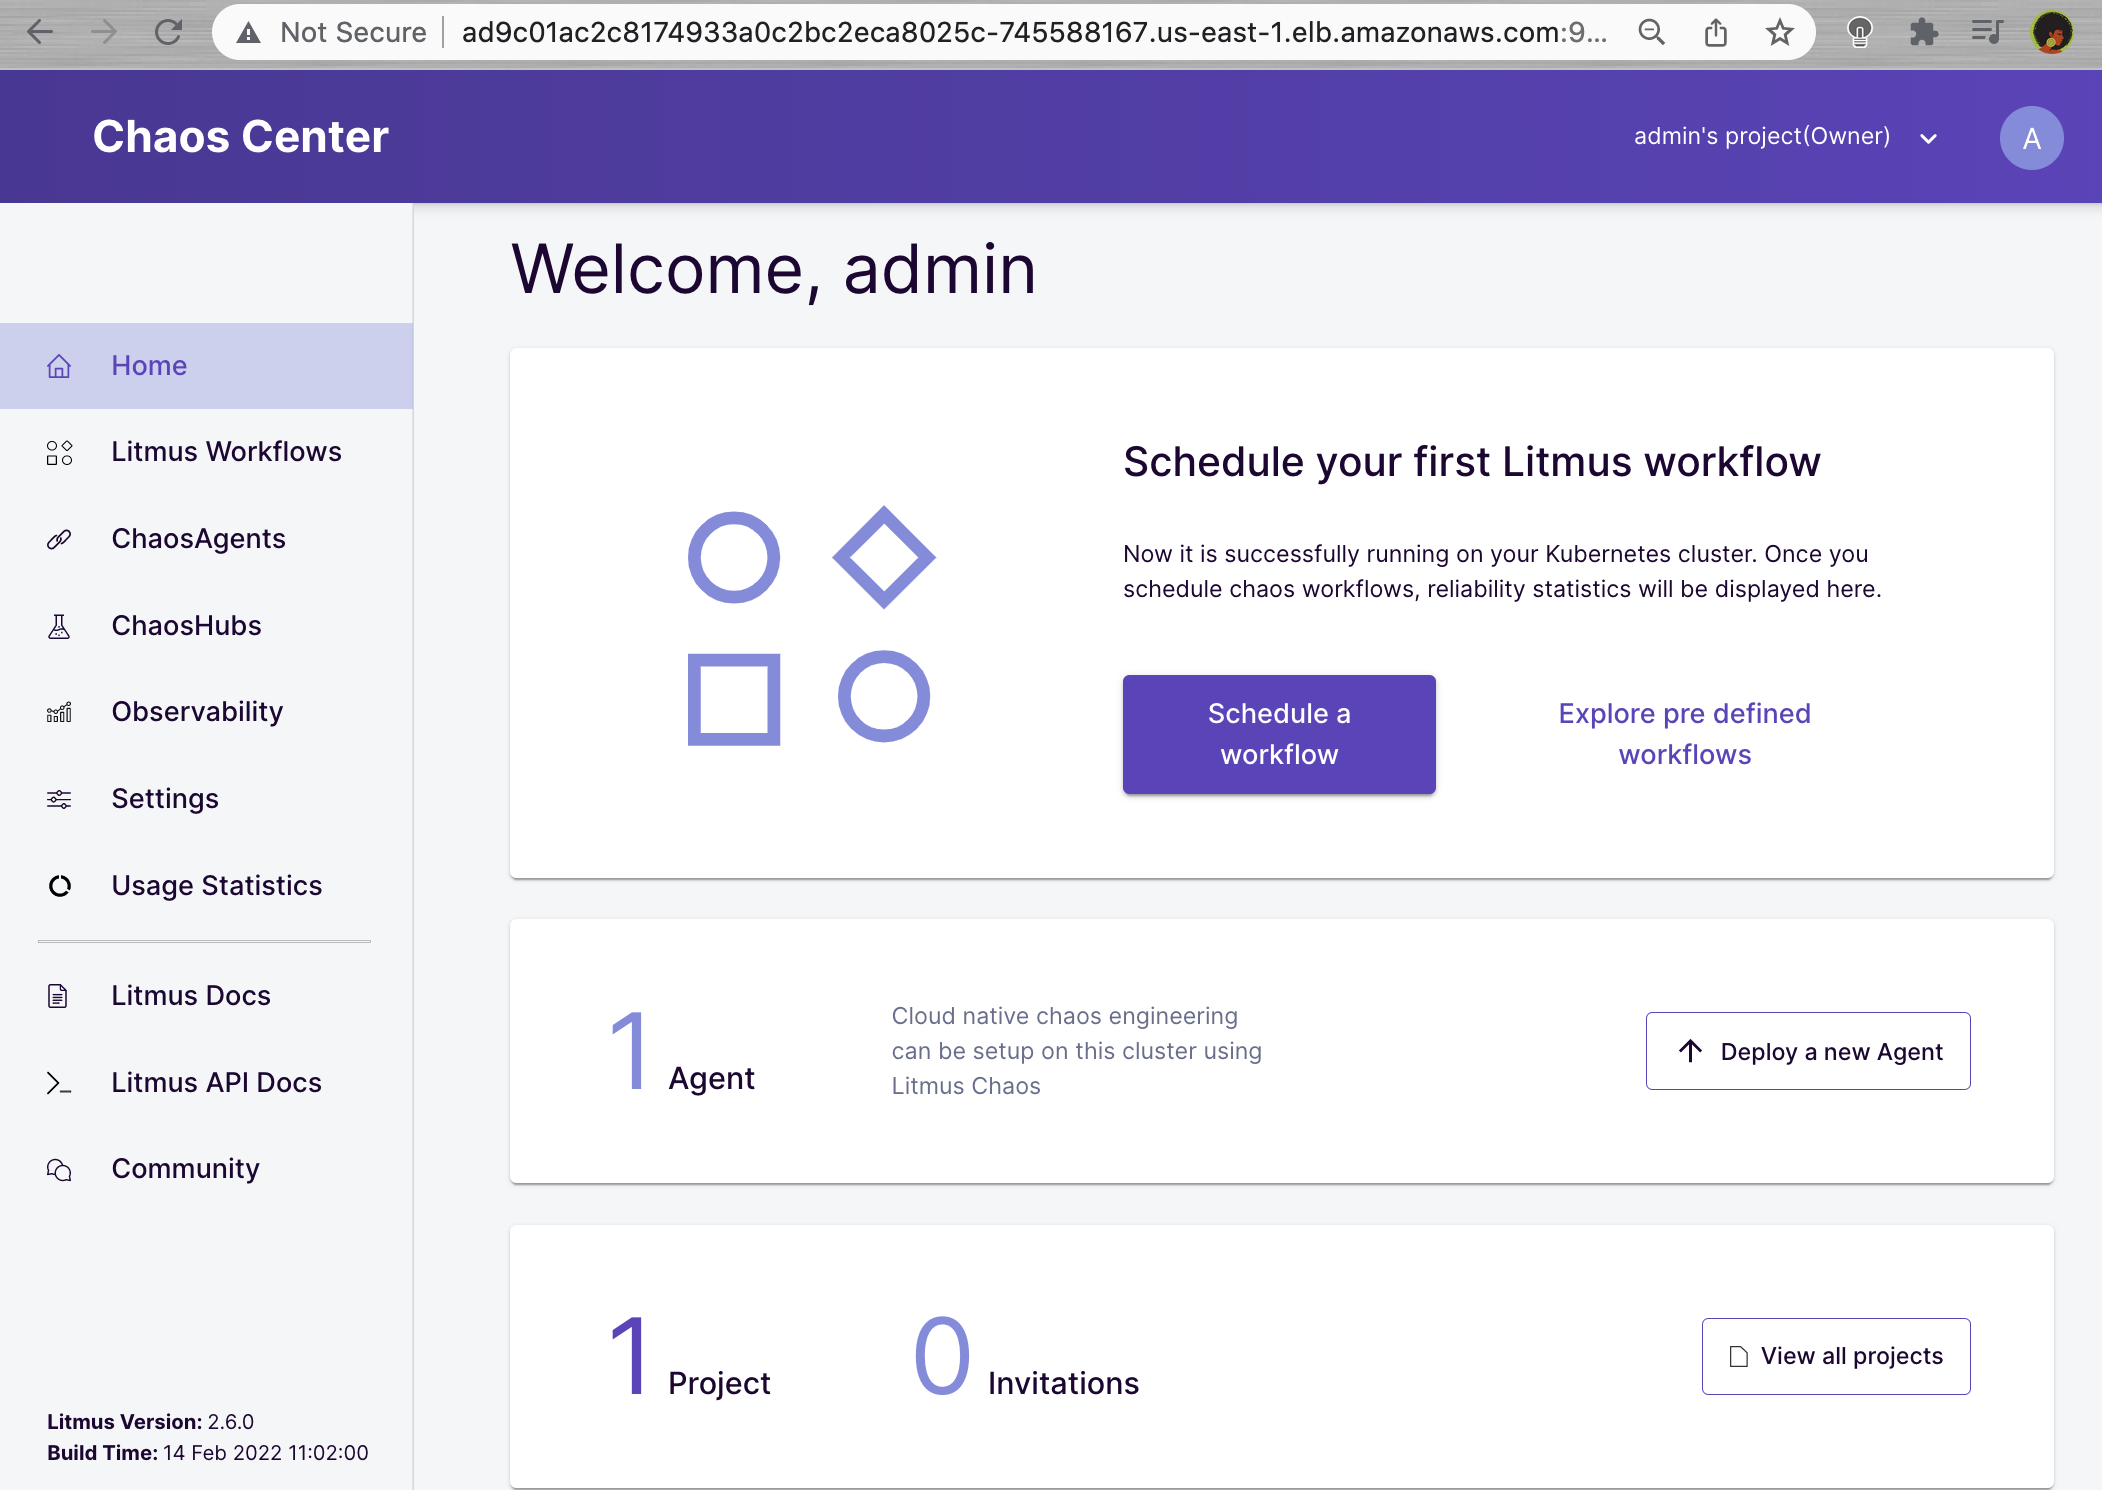 Not Secure
ad9c01ac2c8174933a0c2bc2eca8025c-745588167.us-east-1.elb.amazonaws.com:9...
Chaos Center
admin's project(Owner)
A
Welcome, admin
Home
Litmus Workflows
ChaosAgents
ChaosHubs
Observability
Settings
Usage Statistics
Litmus Docs
Litmus API Docs
Community
Litmus Version: 2.6.0
Build Time: 14 Feb 2022 11:02:00
Schedule your first Litmus workflow
Now it is successfully running on your Kubernetes cluster. Once you
schedule chaos workflows, reliability statistics will be displayed here.
Schedule a
workflow
Explore pre defined
workflows
1 Agent
Cloud native chaos engineering
can be setup on this cluster using
Litmus Chaos
Deploy a new Agent
1 Project
0 Invitations
View all projects